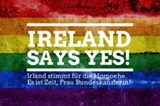 IRELAND
SAYS YES!
Irland stimmt für die Homoehe.
Es ist Zeit, Frau Bundeskanzlerin!